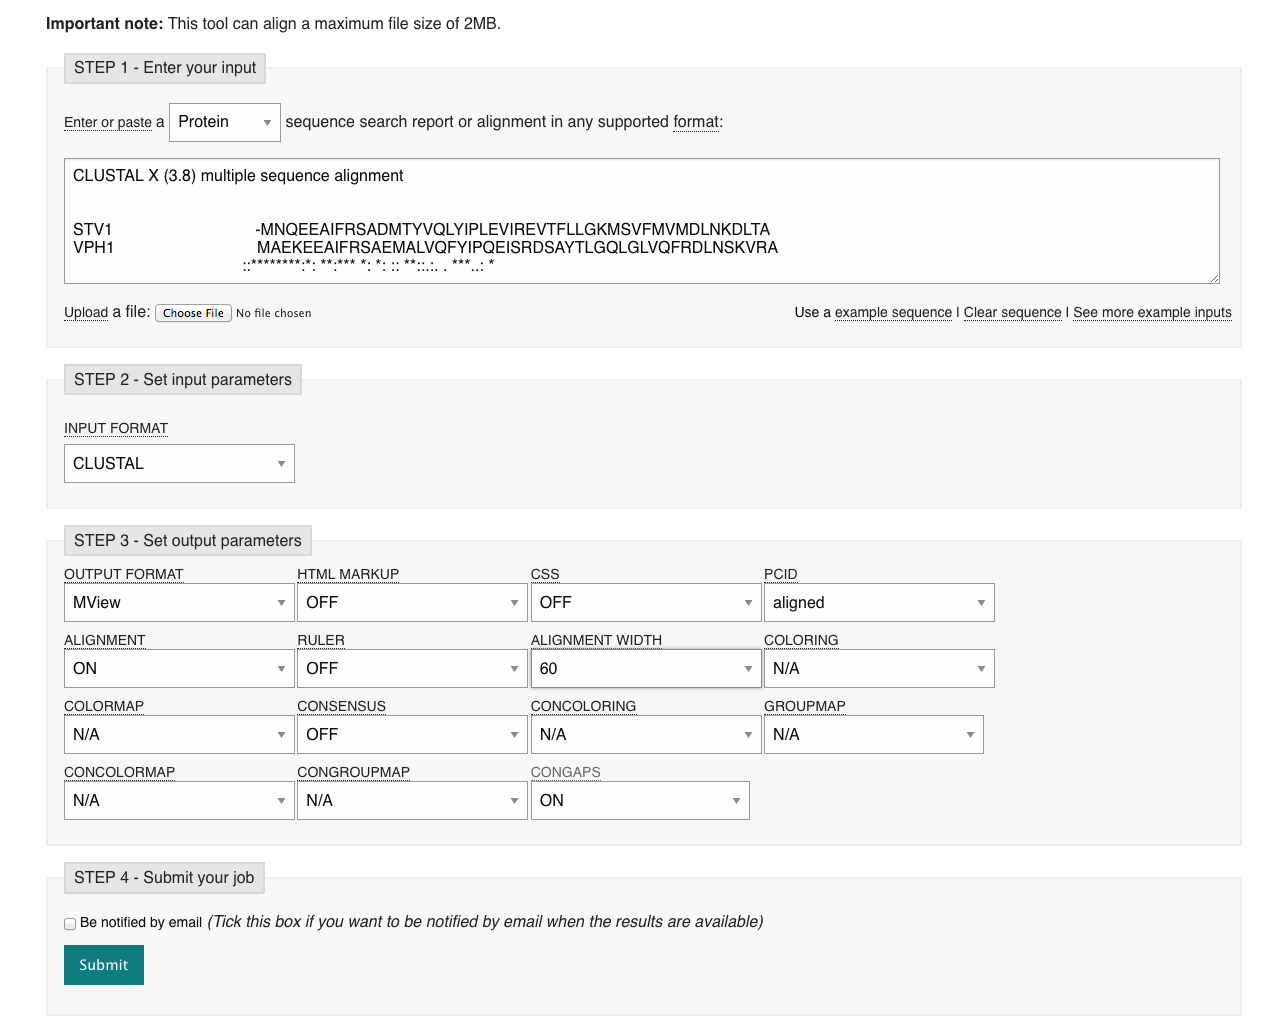 Important note: This tool can align a maximum file size of 2MB.
STEP 1 - Enter your input
Enter or paste a Protein sequence search report or alignment in any supported format:
CLUSTAL X (3.8) multiple sequence alignment
STV1 -MNQEEAIFRSADMTYVQLYIPLEVIREVTFLLGKMSVFMVMDLNKDLTA
VPH1 MAEKEEAIFRSAEMALVQFYIPQEISRDSAYTLGQLGLVQFRDLNSKVRA
::********:*: **:*** *: *: :: **::::. . ***..: *
Upload a file: Choose File No file chosen
Use a example sequence | Clear sequence | See more example inputs
STEP 2 - Set input parameters
INPUT FORMAT
CLUSTAL
STEP 3 - Set output parameters
OUTPUT FORMAT HTML MARKUP CSS PCID
MView OFF OFF aligned
ALIGNMENT RULER ALIGNMENT WIDTH COLORING
ON OFF 60 N/A
COLORMAP CONSENSUS CONCOLORING GROUPMAP
N/A OFF N/A N/A
CONCOLORMAP CONGROUPMAP CONGAPS
N/A N/A ON
STEP 4 - Submit your job
Be notified by email (Tick this box if you want to be notified by email when the results are available)
Submit